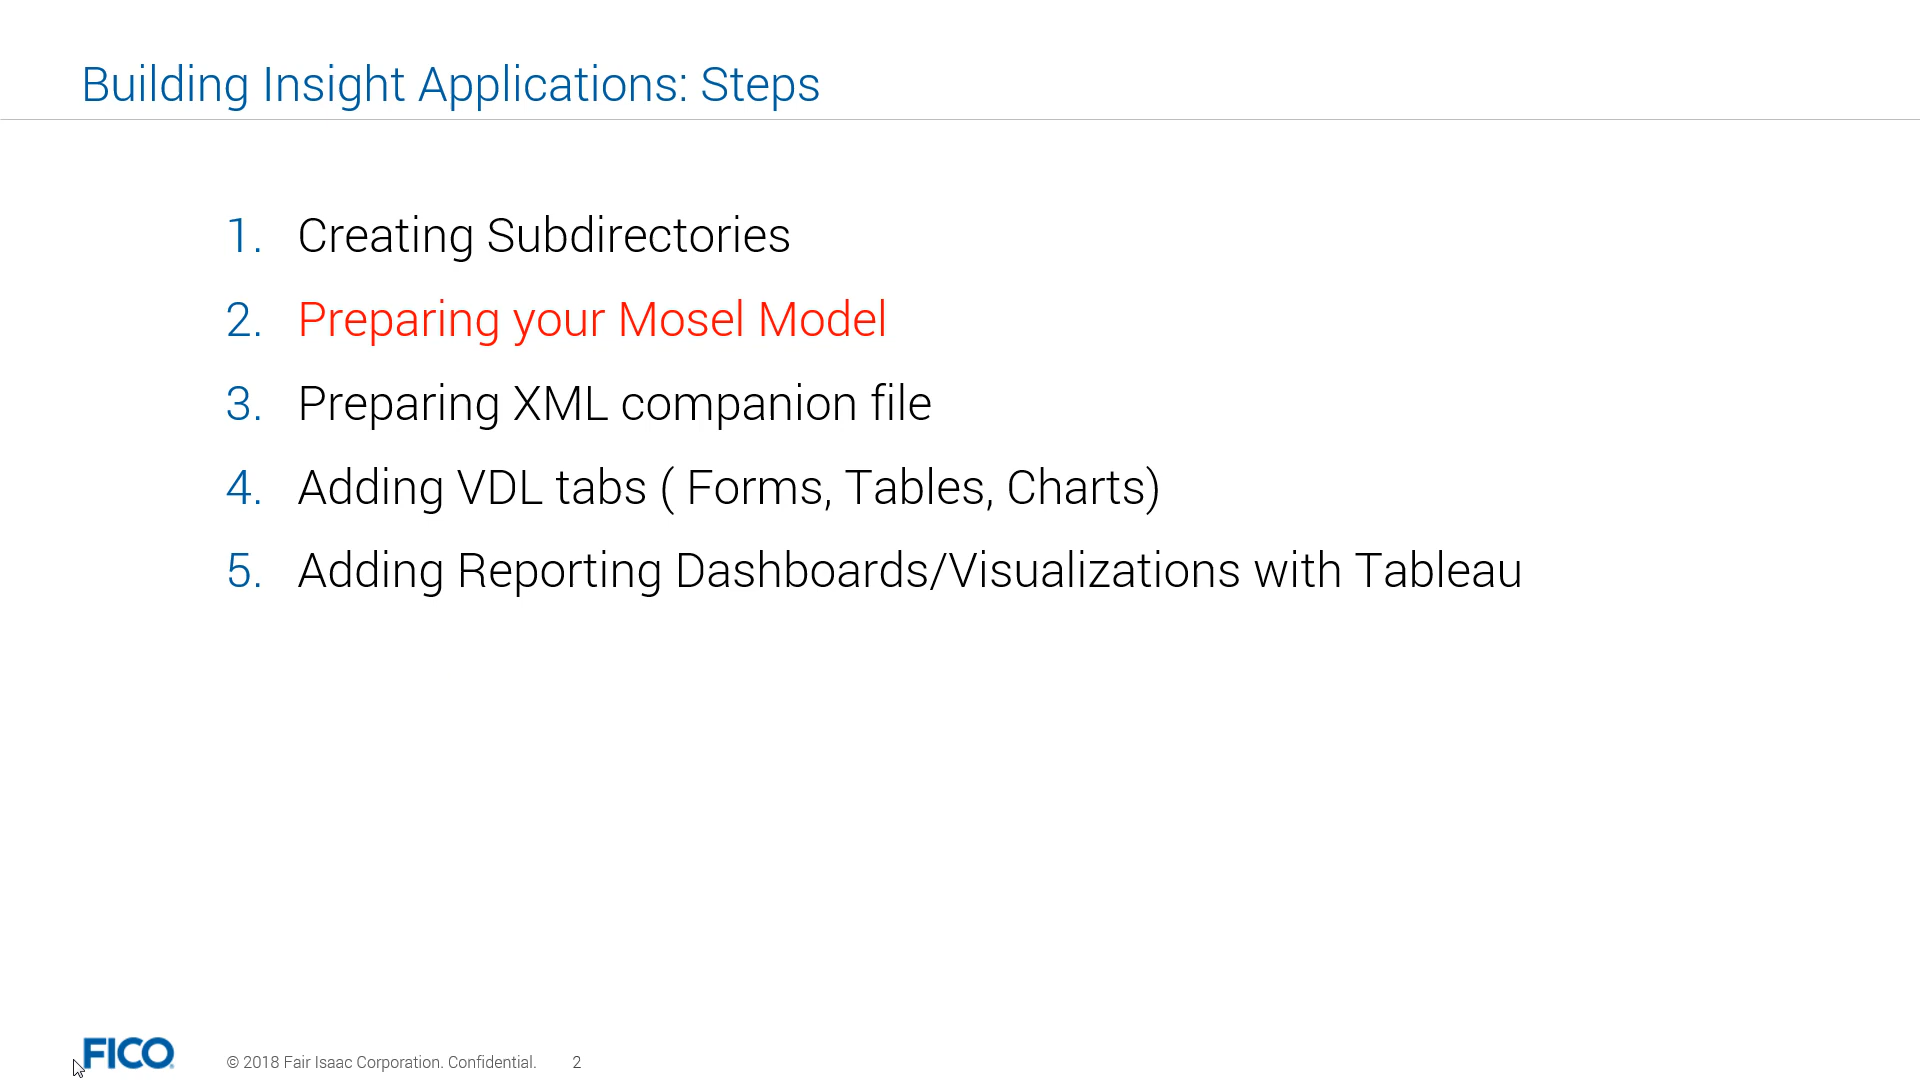 Building Insight Applications: Steps
1. Creating Subdirectories
2. Preparing your Mosel Model
3. Preparing XML companion file
4. Adding VDL tabs ( Forms, Tables, Charts)
5. Adding Reporting Dashboards/Visualizations with Tableau
FICO © 2018 Fair Isaac Corporation. Confidential. 2